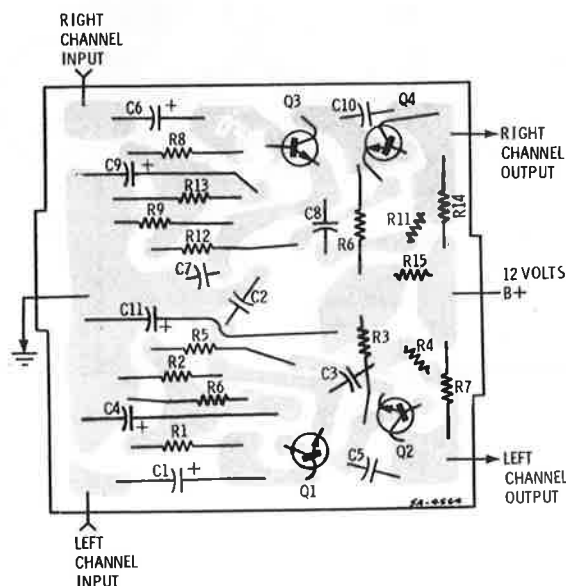 RIGHT
CHANNEL
INPUT
C6 +
Q3
C10
Q4
R8
RIGHT
CHANNEL
OUTPUT
C9 +
R13
R14
R9
C8
R6
R11
R12
C7
R15
12 VOLTS
B+
C2
C11 +
R5
R3
R4
R2
C3
R6
R7
C4 +
R1
Q2
C1 +
Q1
C5
LEFT
CHANNEL
OUTPUT
SA-4564
LEFT
CHANNEL
INPUT